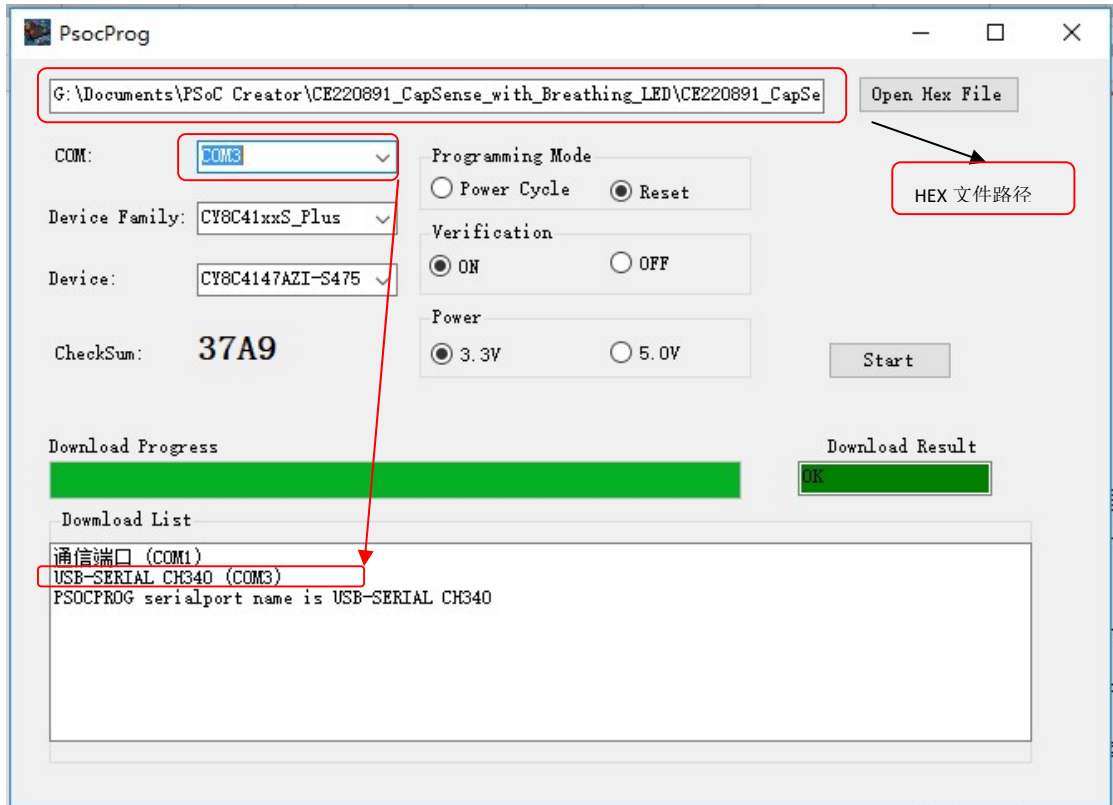 PsocProg
G:\Documents\PSoC Creator\CE220891_CapSense_with_Breathing_LED\CE220891_CapSe
Open Hex File
HEX 文件路径
COM:
COM3
Programming Mode
Power Cycle
Reset
Device Family:
CY8C41xxS_Plus
Verification
ON
OFF
Device:
CY8C4147AZI-S475
Power
3.3V
5.0V
CheckSum:
37A9
Start
Download Progress
Download Result
OK
Dowmload List
通信端口 (COM1)
USB-SERIAL CH340 (COM3)
PSOCPROG serialport name is USB-SERIAL CH340